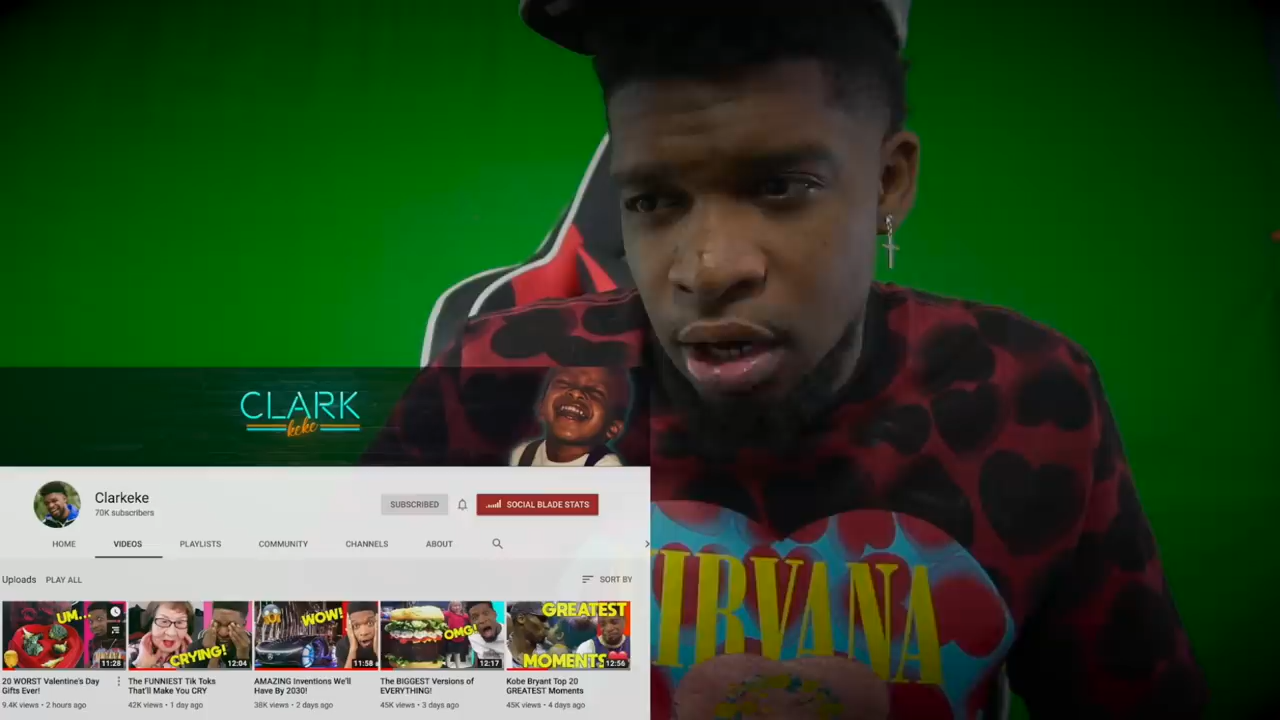 CLARK
keke
Clarkeke
70K subscribers
SUBSCRIBED
SOCIAL BLADE STATS
HOME
VIDEOS
PLAYLISTS
COMMUNITY
CHANNELS
ABOUT
Uploads PLAY ALL
SORT BY
UM...
11:28
CRYING!
12:04
WOW!
11:58
OMG!
12:17
GREATEST
MOMENTS
12:56
20 WORST Valentine's Day
Gifts Ever!
9.4K views • 2 hours ago
The FUNNIEST Tik Toks
That'll Make You CRY
42K views • 1 day ago
AMAZING Inventions We'll
Have By 2030!
38K views • 2 days ago
The BIGGEST Versions of
EVERYTHING!
45K views • 3 days ago
Kobe Bryant Top 20
GREATEST Moments
45K views • 4 days ago
NIRVANA